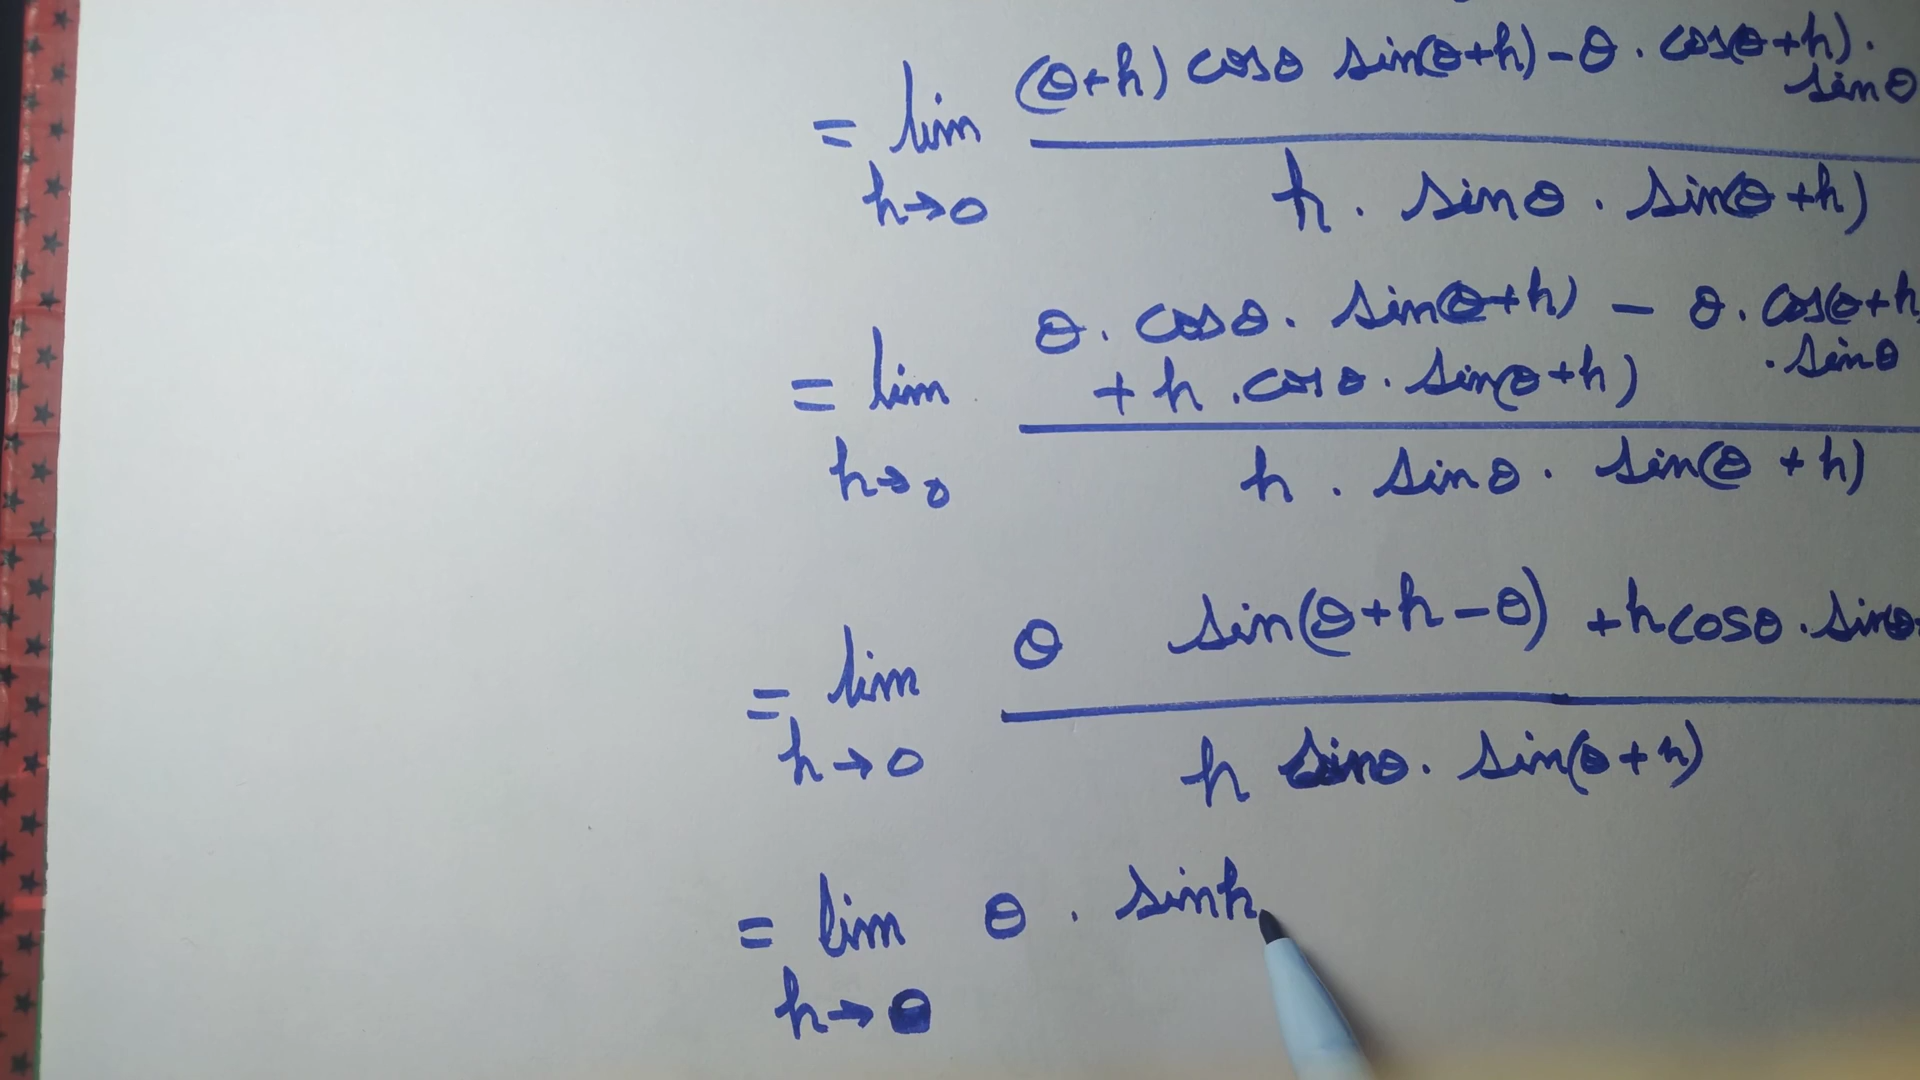 (θ+h) cosθ sin(θ+h) - θ . cos(θ+h) .
sinθ
= lim
h→0
h . sinθ . sin(θ+h)
θ . cosθ . sin(θ+h) - θ . cos(θ+h
+ h . cosθ . sin(θ+h) . sinθ
= lim
h→0
h . sinθ . sin(θ+h)
θ sin(θ+h-θ) + h cosθ . sinθ
= lim
h→0
h sinθ . sin(θ+h)
= lim θ . sinh
h→0